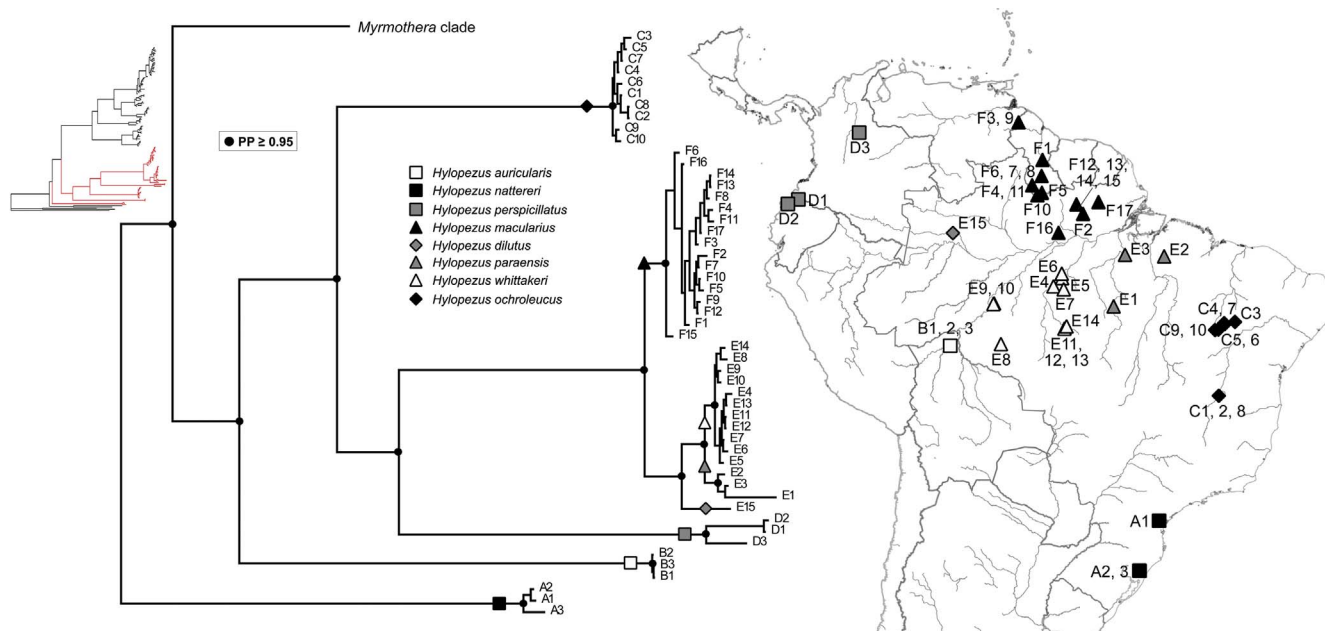 Myrmothera clade
C3
C5
C7
C4
C6
C1
C8
C2
C9
C10
PP ≥ 0.95
Hylopezus auricularis
Hylopezus nattereri
Hylopezus perspicillatus
Hylopezus macularius
Hylopezus dilutus
Hylopezus paraensis
Hylopezus whittakeri
Hylopezus ochroleucus
F6
F16
F14
F13
F8
F4
F11
F17
F3
F2
F7
F10
F5
F9
F12
F1
F15
E14
E8
E9
E10
E4
E13
E11
E12
E7
E6
E5
E2
E3
E1
E15
D2
D1
D3
B2
B3
B1
A2
A1
A3
F3, 9
D3
F1
F6, 7, 8
F12, 13,
14, 15
F4, 11
F5
F10
F17
F2
F16
D1
D2
E15
E3
E2
E6
E4
E5
E7
E9, 10
E1
E14
E11,
12, 13
E8
B1, 2, 3
C4, 7
C3
C9, 10
C5, 6
C1, 2, 8
A1
A2, 3